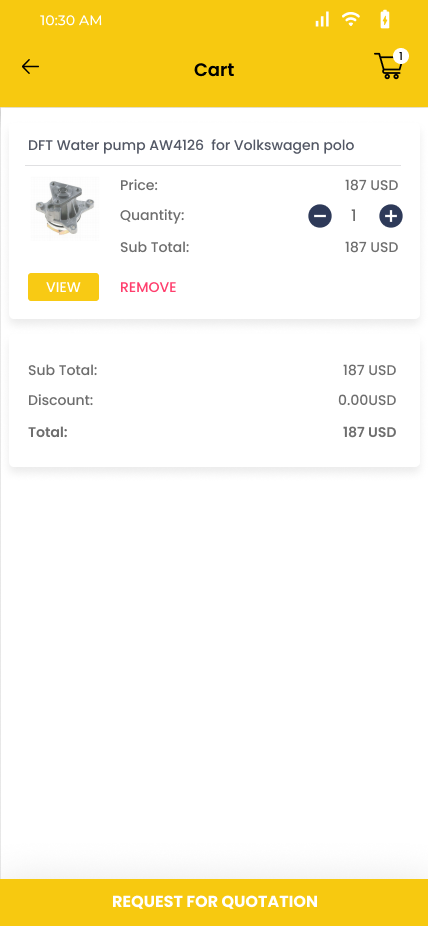 10:30 AM
Cart
1
DFT Water pump AW4126 for Volkswagen polo
Price: 187 USD
Quantity: 1
Sub Total: 187 USD
VIEW REMOVE
Sub Total: 187 USD
Discount: 0.00USD
Total: 187 USD
REQUEST FOR QUOTATION